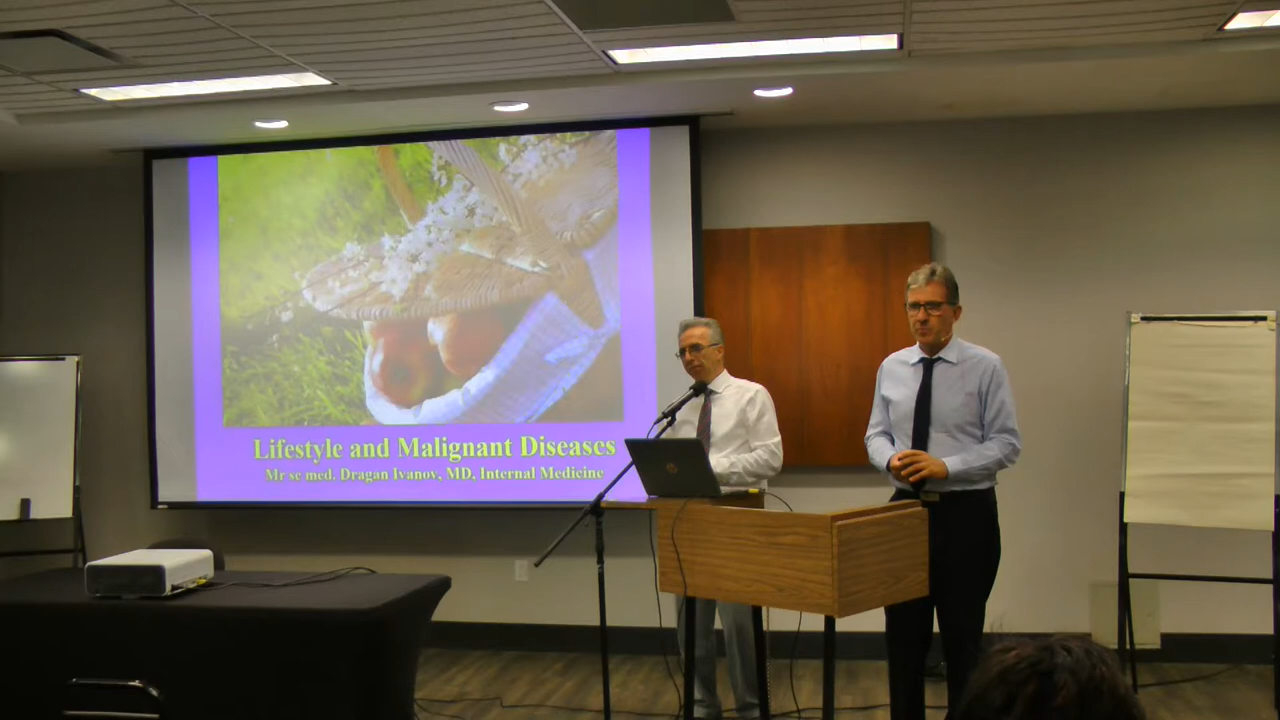 Lifestyle and Malignant Diseases
Mr sc med. Dragan Ivanov, MD, Internal Medicine